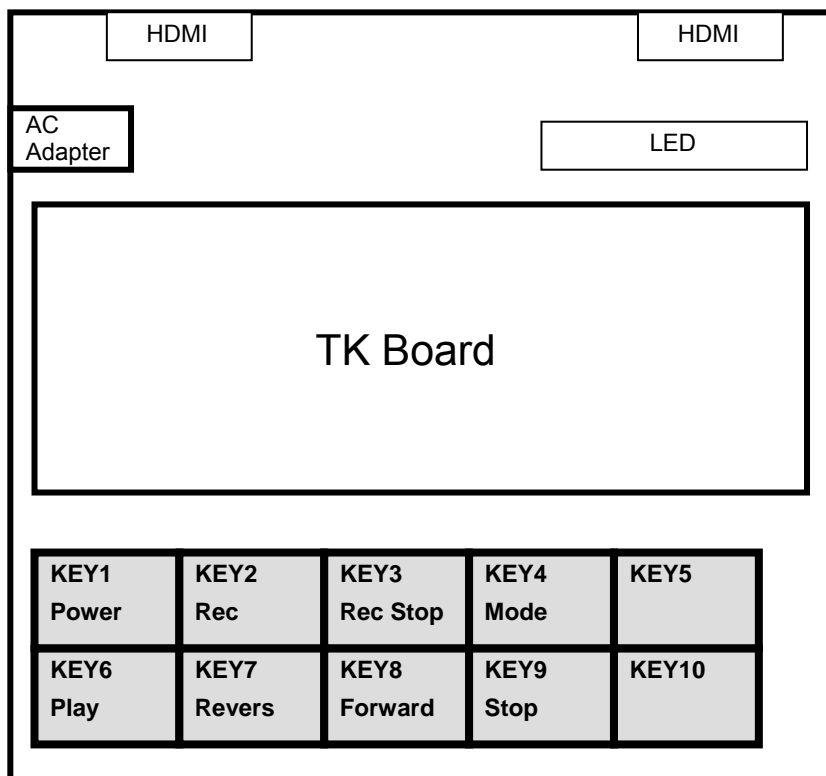 HDMI
HDMI
AC
Adapter
LED
TK Board
KEY1
Power
KEY2
Rec
KEY3
Rec Stop
KEY4
Mode
KEY5
KEY6
Play
KEY7
Revers
KEY8
Forward
KEY9
Stop
KEY10